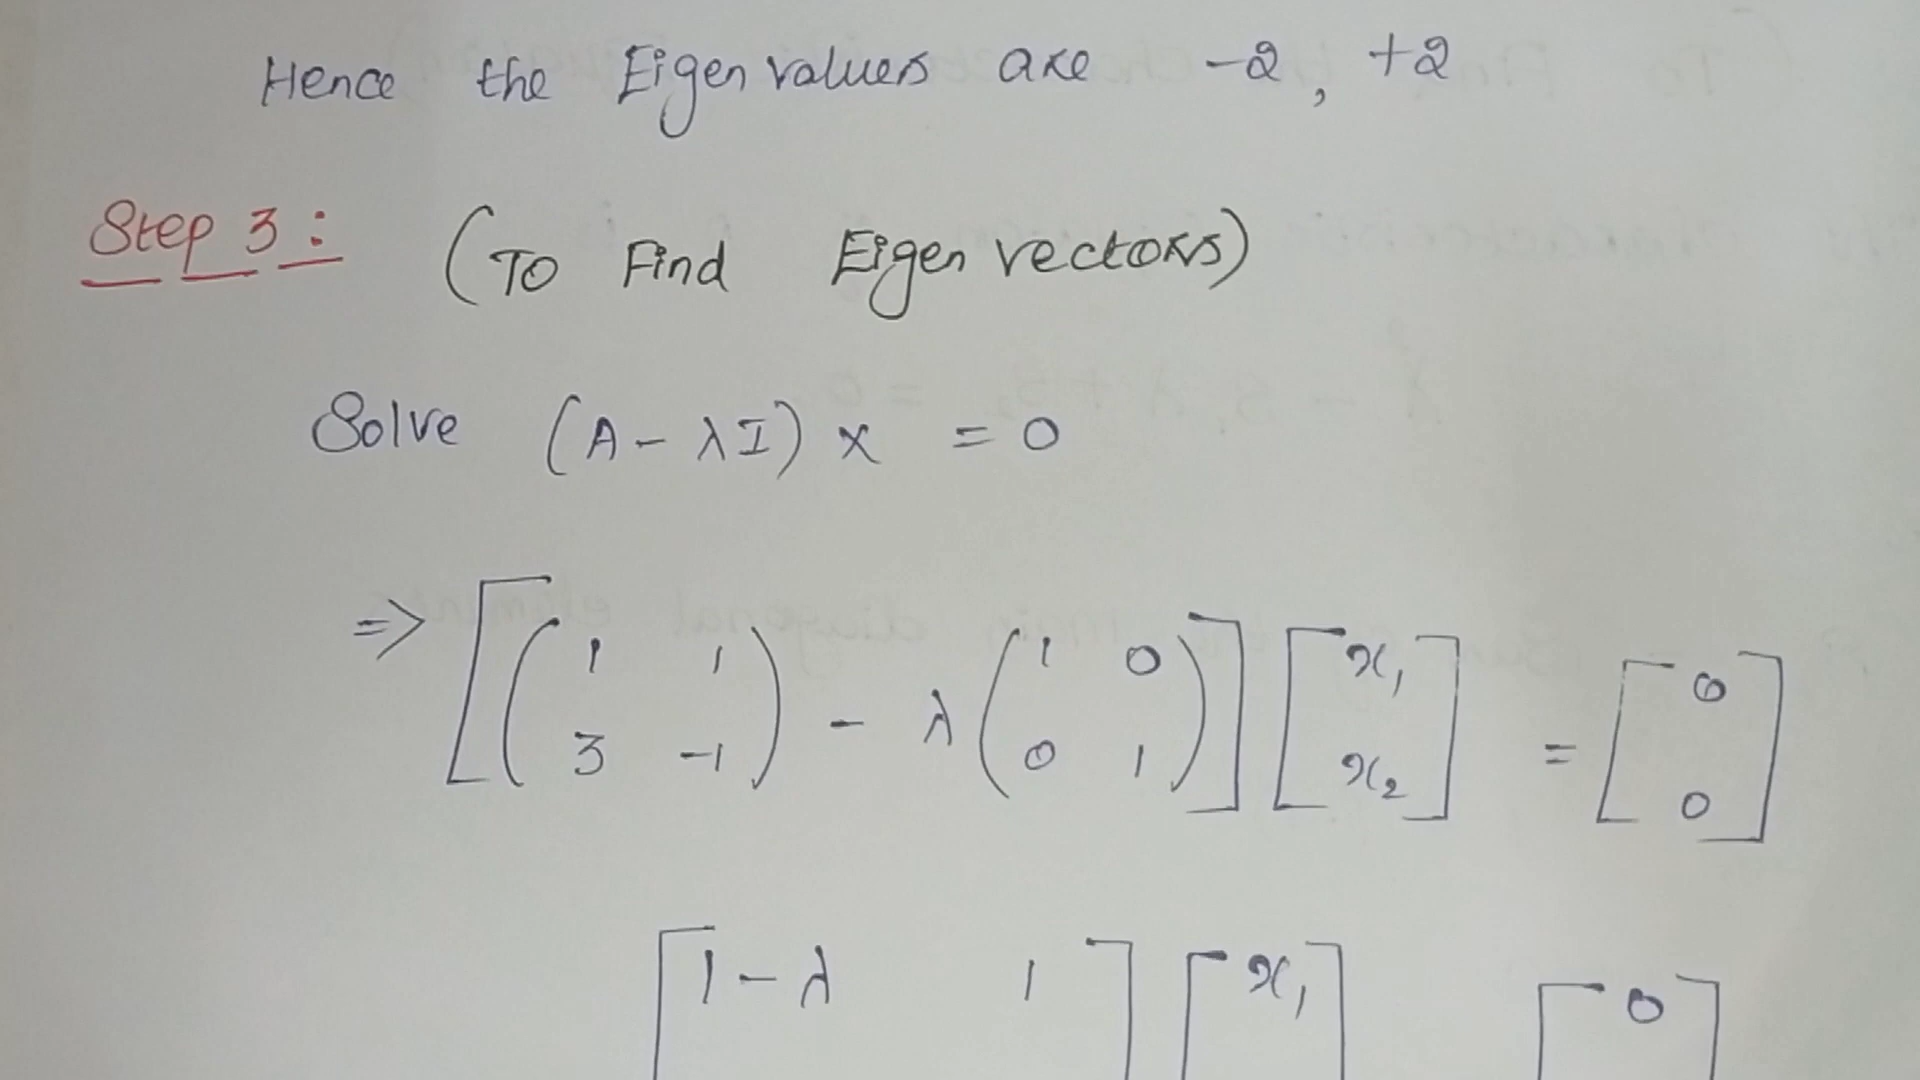 Hence the Eigen values are -2, +2
Step 3: (To Find Eigen vectors)
Solve (A - λI) x = 0
=> [( 1 1 ) - λ ( 1 0 )] [ x₁ ] = [ 0 ]
3 -1 0 1 x₂ 0
[ 1-λ 1 ] [ x₁ ] [ 0 ]